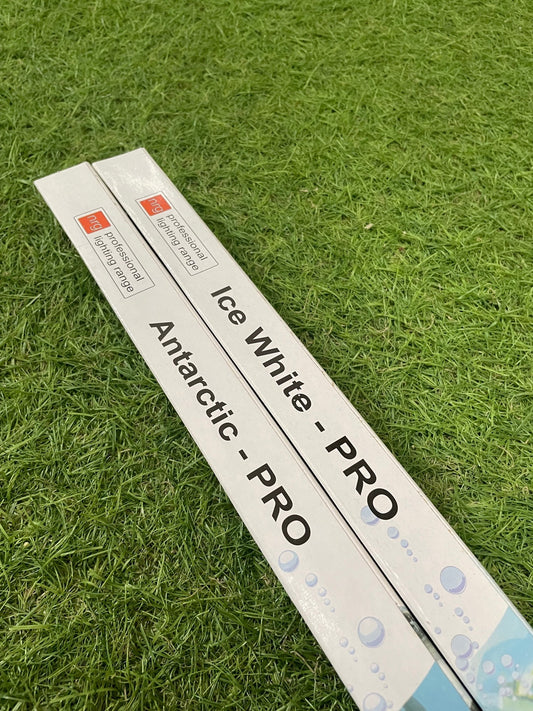 nrg
professional
lighting range
Antarctic - PRO
nrg
professional
lighting range
Ice White - PRO